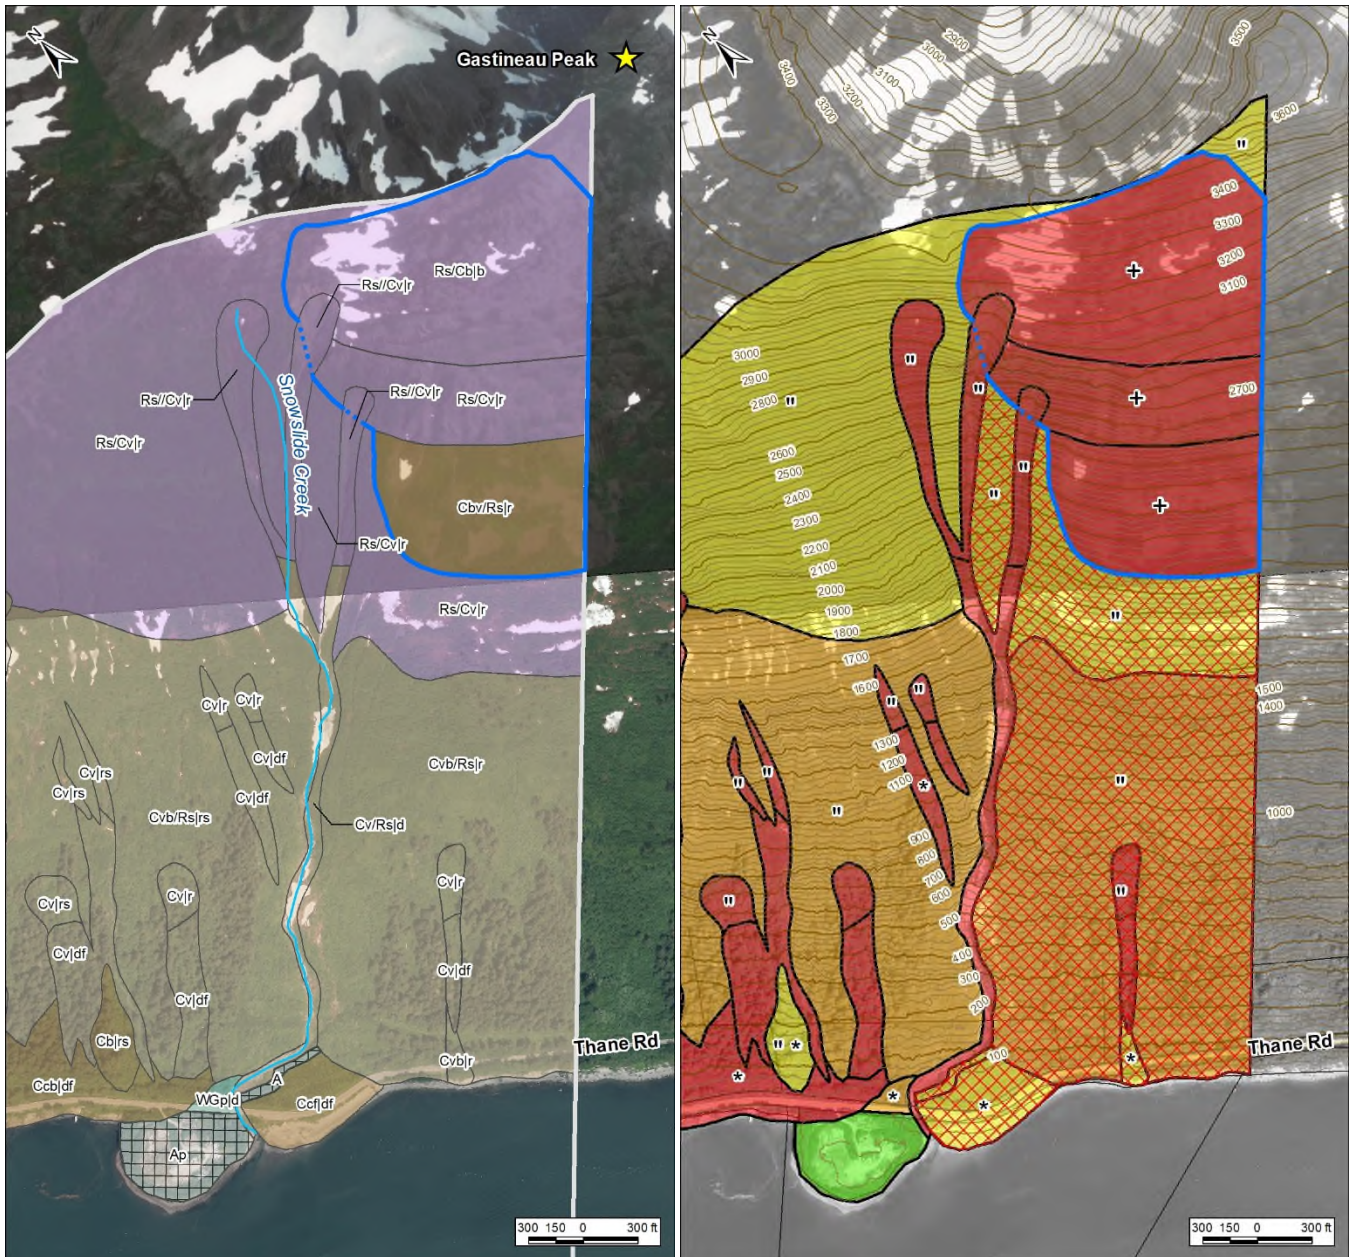 N
Gastineau Peak
Rs/Cb|b
Rs//Cv|r
Rs//Cv|r
Rs//Cv|r
Rs/Cv|r
Rs/Cv|r
Snowslide Creek
Cbv/Rs|r
Rs/Cv|r
Rs/Cv|r
Cv|r
Cv|r
Cv|df
Cvb/Rs|r
Cv|rs
Cv|rs
Cv|df
Cvb/Rs|rs
Cv/Rs|d
Cv|r
Cv|r
Cv|rs
Cv|df
Cv|df
Cv|df
Cb|rs
Thane Rd
Cvb|r
A
Ccb|df
WGp|d
Ccf|df
Ap
300 150 0 300 ft
N
3500
2900
3000
3400
3100
3200
3300
3600
"
3400
3300
3200
+
3100
3000
2900
"
2700
2800
"
"
+
"
2600
"
2500
"
2400
+
2300
2200
2100
2000
1900
"
1800
1700
1600
"
1500
"
1400
1300
1200
"
"
1100
*
"
"
1000
900
800
700
"
600
"
500
400
300
200
Thane Rd
"
*
100
*
*
*
*
300 150 0 300 ft